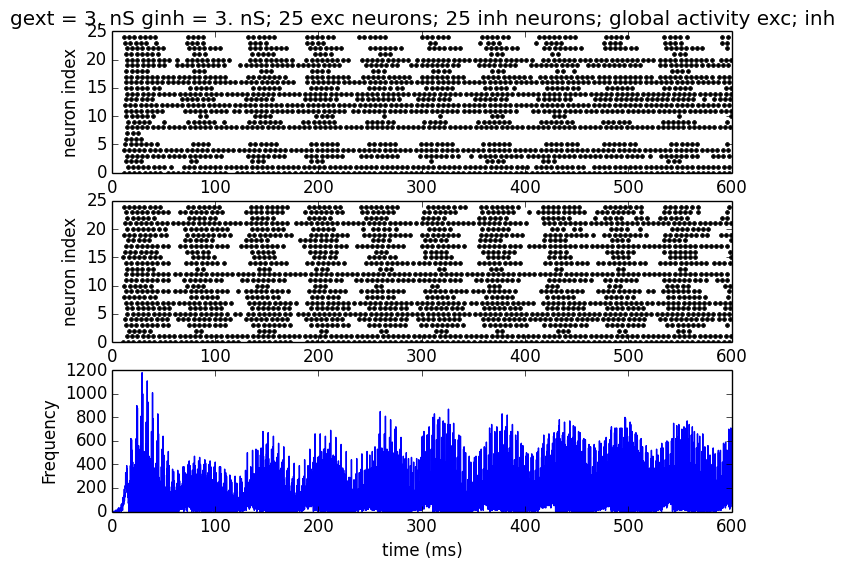 gext = 3. nS ginh = 3. nS; 25 exc neurons; 25 inh neurons; global activity exc; inh
25
20
15
10
5
0
neuron index
0 100 200 300 400 500 600
25
20
15
10
5
0
neuron index
0 100 200 300 400 500 600
1200
1000
800
600
400
200
0
Frequency
0 100 200 300 400 500 600
time (ms)